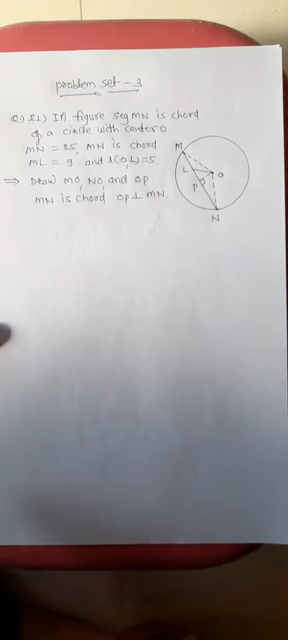 problem set - 3
Q) 21) In figure seg MN is chord
of a circle with center o.
MN = 25, MN is chord
ML = 9 and d(O,L)=5.
⇒ Draw MO, NO, and OP
MN is chord OP⊥MN.
M
L
O
P
N